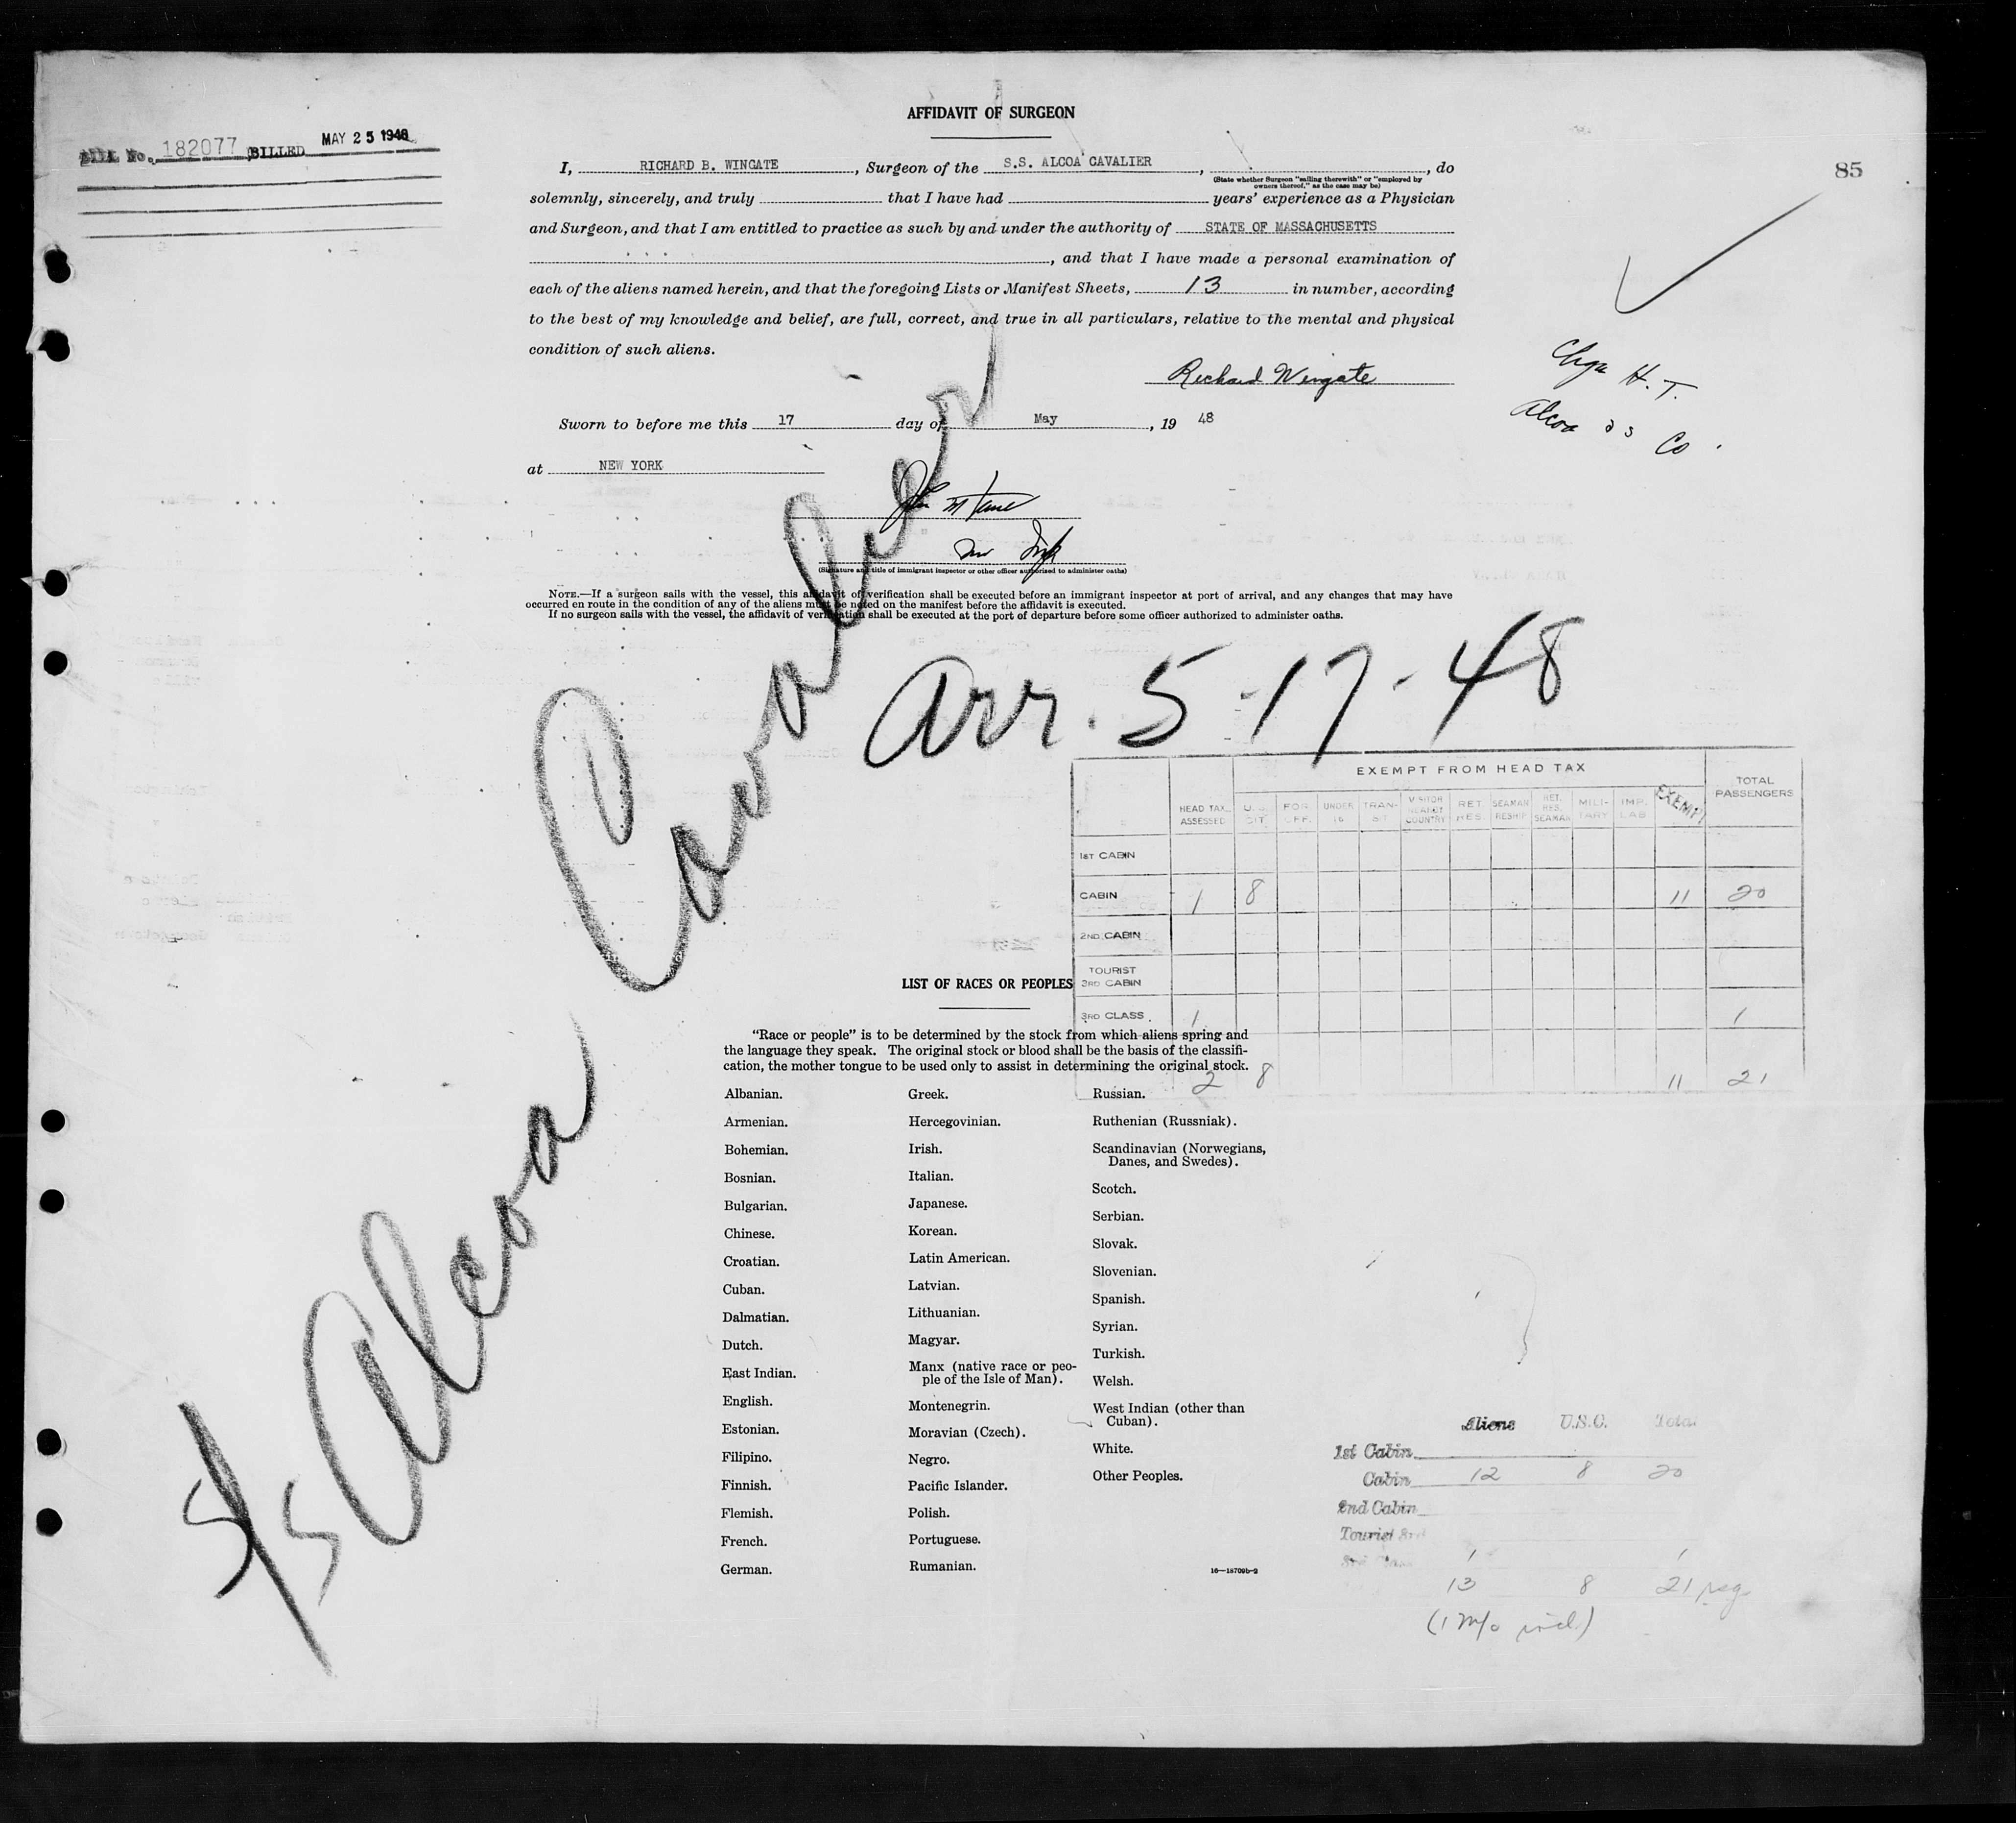 AFFIDAVIT OF SURGEON
Bill No. 182077 BILLED MAY 25 1948
85
I, RICHARD B. WINGATE, Surgeon of the S.S. ALCOA CAVALIER, , do
(State whether Surgeon "sailing therewith" or "employed by
owners thereof," as the case may be)
solemnly, sincerely, and truly that I have had years' experience as a Physician
and Surgeon, and that I am entitled to practice as such by and under the authority of STATE OF MASSACHUSETTS
, and that I have made a personal examination of
each of the aliens named herein, and that the foregoing Lists or Manifest Sheets, 13 in number, according
to the best of my knowledge and belief, are full, correct, and true in all particulars, relative to the mental and physical
condition of such aliens.
Richard Wingate
H. T.
Alcoa SS Co.
Sworn to before me this 17 day of May, 19 48
at NEW YORK
(Signature and title of immigrant inspector or other officer authorized to administer oaths)
NOTE.—If a surgeon sails with the vessel, this affidavit of verification shall be executed before an immigrant inspector at port of arrival, and any changes that may have
occurred en route in the condition of any of the aliens must be noted on the manifest before the affidavit is executed.
If no surgeon sails with the vessel, the affidavit of verification shall be executed at the port of departure before some officer authorized to administer oaths.
S/S Alcoa Cavalier
Arr. 5-17-48
EXEMPT FROM HEAD TAX
HEAD TAX ASSESSED U.S. CIT. FOR. OFF. UNDER 16 TRAN- SIT VISITOR N'ARBY COUNTRY RET RES SEAMAN RESHIP RET. RES. SEAMAN MILI- TARY IMP. LAB EXEMPT TOTAL PASSENGERS
1ST CABIN
CABIN 1 8 11 20
2ND CABIN
TOURIST
3RD CABIN
3RD CLASS 1 1
2 8 11 21
LIST OF RACES OR PEOPLES
"Race or people" is to be determined by the stock from which aliens spring and
the language they speak. The original stock or blood shall be the basis of the classifi-
cation, the mother tongue to be used only to assist in determining the original stock.
Albanian.
Armenian.
Bohemian.
Bosnian.
Bulgarian.
Chinese.
Croatian.
Cuban.
Dalmatian.
Dutch.
East Indian.
English.
Estonian.
Filipino.
Finnish.
Flemish.
French.
German.
Greek.
Hercegovinian.
Irish.
Italian.
Japanese.
Korean.
Latin American.
Latvian.
Lithuanian.
Magyar.
Manx (native race or peo-
ple of the Isle of Man).
Montenegrin.
Moravian (Czech).
Negro.
Pacific Islander.
Polish.
Portuguese.
Rumanian.
Russian.
Ruthenian (Russniak).
Scandinavian (Norwegians,
Danes, and Swedes).
Scotch.
Serbian.
Slovak.
Slovenian.
Spanish.
Syrian.
Turkish.
Welsh.
West Indian (other than
Cuban).
White.
Other Peoples.
16—18709b-2
Aliens U.S.C. Total
1st Cabin
Cabin 12 8 20
2nd Cabin
Tourist 3rd
1 1
13 8 21